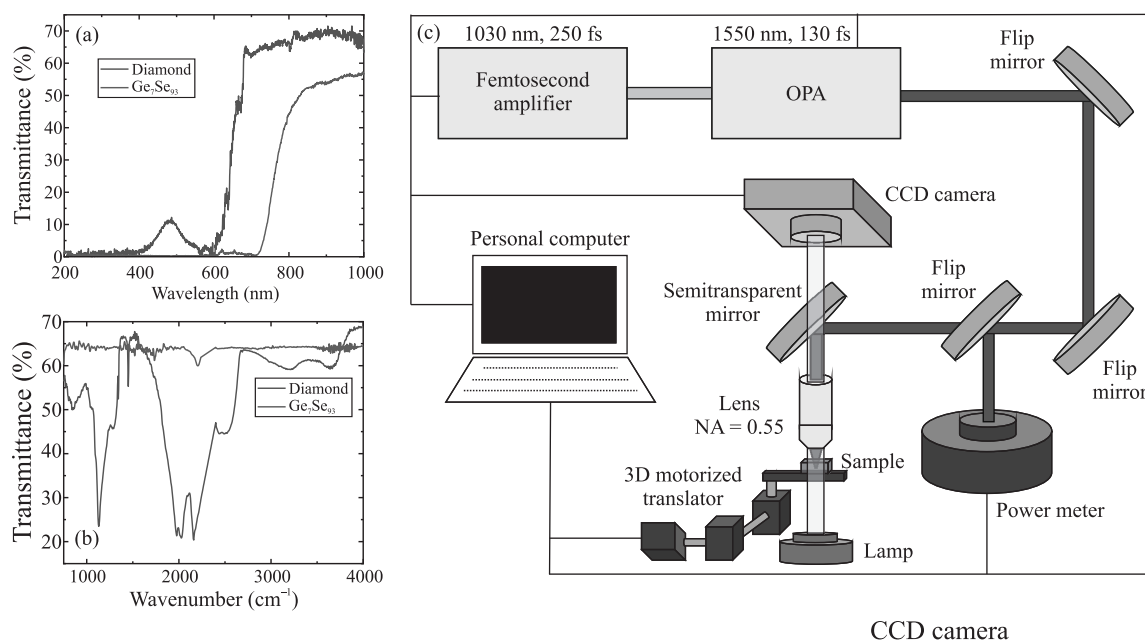 (a)
Transmittance (%)
70
60
50
40
30
20
10
0
Diamond
Ge₇Se₉₃
200
400
600
800
1000
Wavelength (nm)
(b)
Transmittance (%)
70
60
50
40
30
20
Diamond
Ge₇Se₉₃
1000
2000
3000
4000
Wavenumber (cm⁻¹)
(c)
1030 nm, 250 fs
1550 nm, 130 fs
Femtosecond
amplifier
OPA
Flip
mirror
CCD camera
Personal computer
Semitransparent
mirror
Flip
mirror
Flip
mirror
Lens
NA = 0.55
Sample
3D motorized
translator
Power meter
Lamp
CCD camera